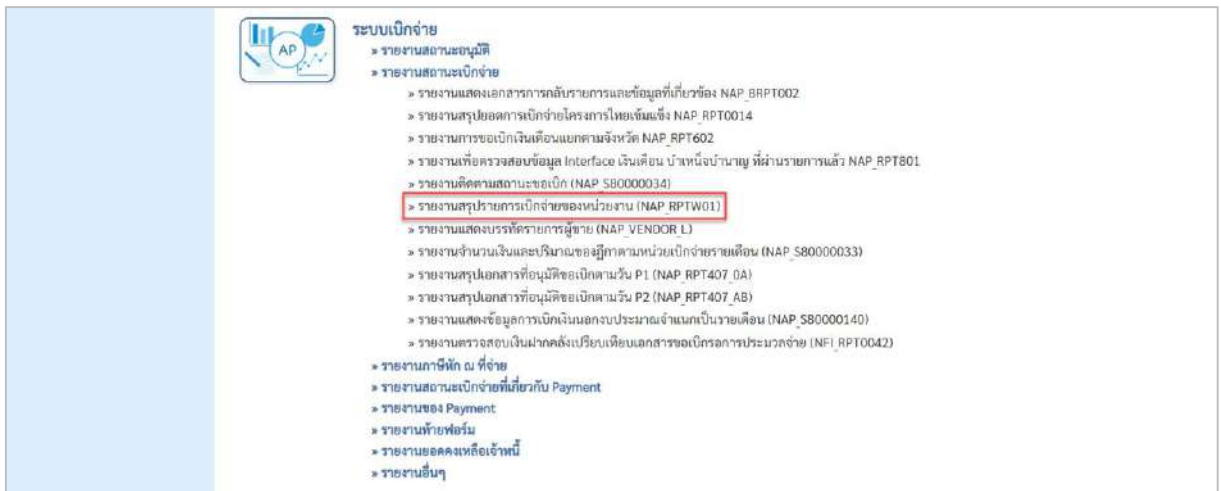 AP
ระบบเบิกจ่าย
» รายงานสถานะอนุมัติ
» รายงานสถานะเบิกจ่าย
» รายงานแสดงเอกสารการกลับรายการและข้อมูลที่เกี่ยวข้อง NAP_BRPT002
» รายงานสรุปยอดการเบิกจ่ายโครงการไทยเข้มแข็ง NAP_RPT0014
» รายงานการขอเบิกเงินเดือนแยกตามจังหวัด NAP_RPT602
» รายงานเพื่อตรวจสอบข้อมูล Interface เงินเดือน บำเหน็จบำนาญ ที่ผ่านรายการแล้ว NAP_RPT801
» รายงานติดตามสถานะขอเบิก (NAP_S80000034)
» รายงานสรุปรายการเบิกจ่ายของหน่วยงาน (NAP_RPTW01)
» รายงานแสดงบรรทัดรายการผู้ขาย (NAP_VENDOR_L)
» รายงานจำนวนเงินและปริมาณของฎีกาตามหน่วยเบิกจ่ายรายเดือน (NAP_S80000033)
» รายงานสรุปเอกสารที่อนุมัติขอเบิกตามวัน P1 (NAP_RPT407_0A)
» รายงานสรุปเอกสารที่อนุมัติขอเบิกตามวัน P2 (NAP_RPT407_AB)
» รายงานแสดงข้อมูลการเบิกเงินนอกงบประมาณจำแนกเป็นรายเดือน (NAP_S80000140)
» รายงานตรวจสอบเงินฝากคลังเปรียบเทียบเอกสารขอเบิกรอการประมวลจ่าย (NFI_RPT0042)
» รายงานภาษีหัก ณ ที่จ่าย
» รายงานสถานะเบิกจ่ายที่เกี่ยวกับ Payment
» รายงานของ Payment
» รายงานท้ายฟอร์ม
» รายงานยอดคงเหลือเจ้าหนี้
» รายงานอื่นๆ